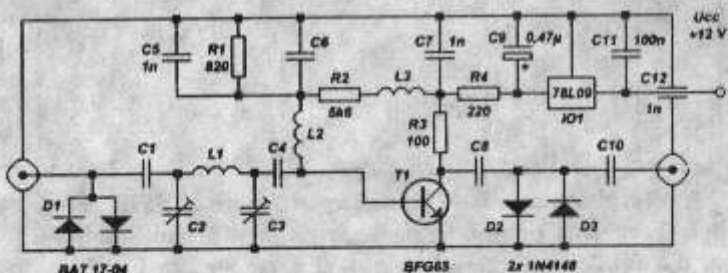 Ucc
+12 V
C5
1n
R1
820
C6
C7
1n
C9
0,47µ
+
C11
100n
C12
1n
R2
5k6
L3
R4
220
78L09
IO1
L2
R3
100
C1
L1
C4
T1
C8
C10
D1
C2
C3
D2
D3
BAT 17-04
BFG65
2x 1N4148